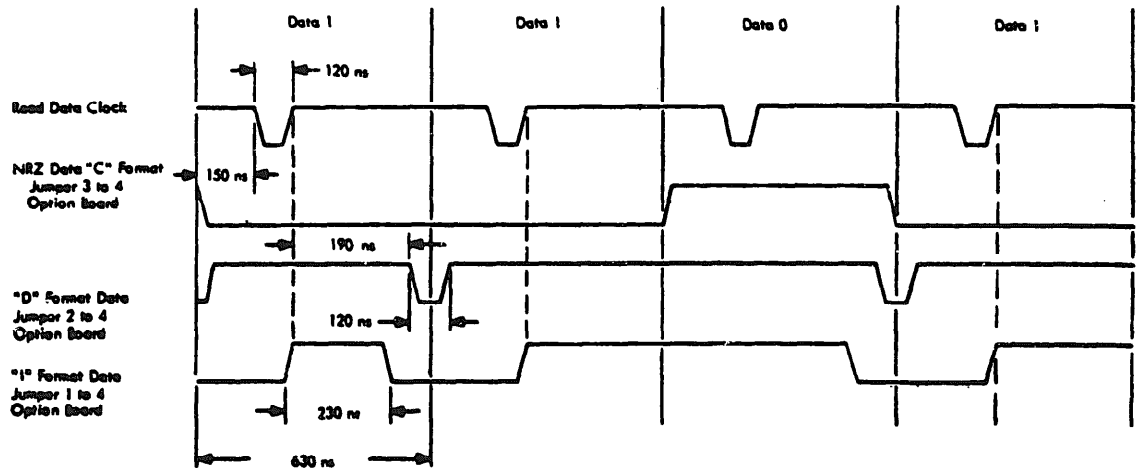 Data 1
Data 1
Data 0
Data 1
120 ns
Read Data Clock
NRZ Data "C" Format
Jumper 3 to 4
Option Board
150 ns
190 ns
"D" Format Data
Jumper 2 to 4
Option Board
120 ns
"I" Format Data
Jumper 1 to 4
Option Board
230 ns
630 ns